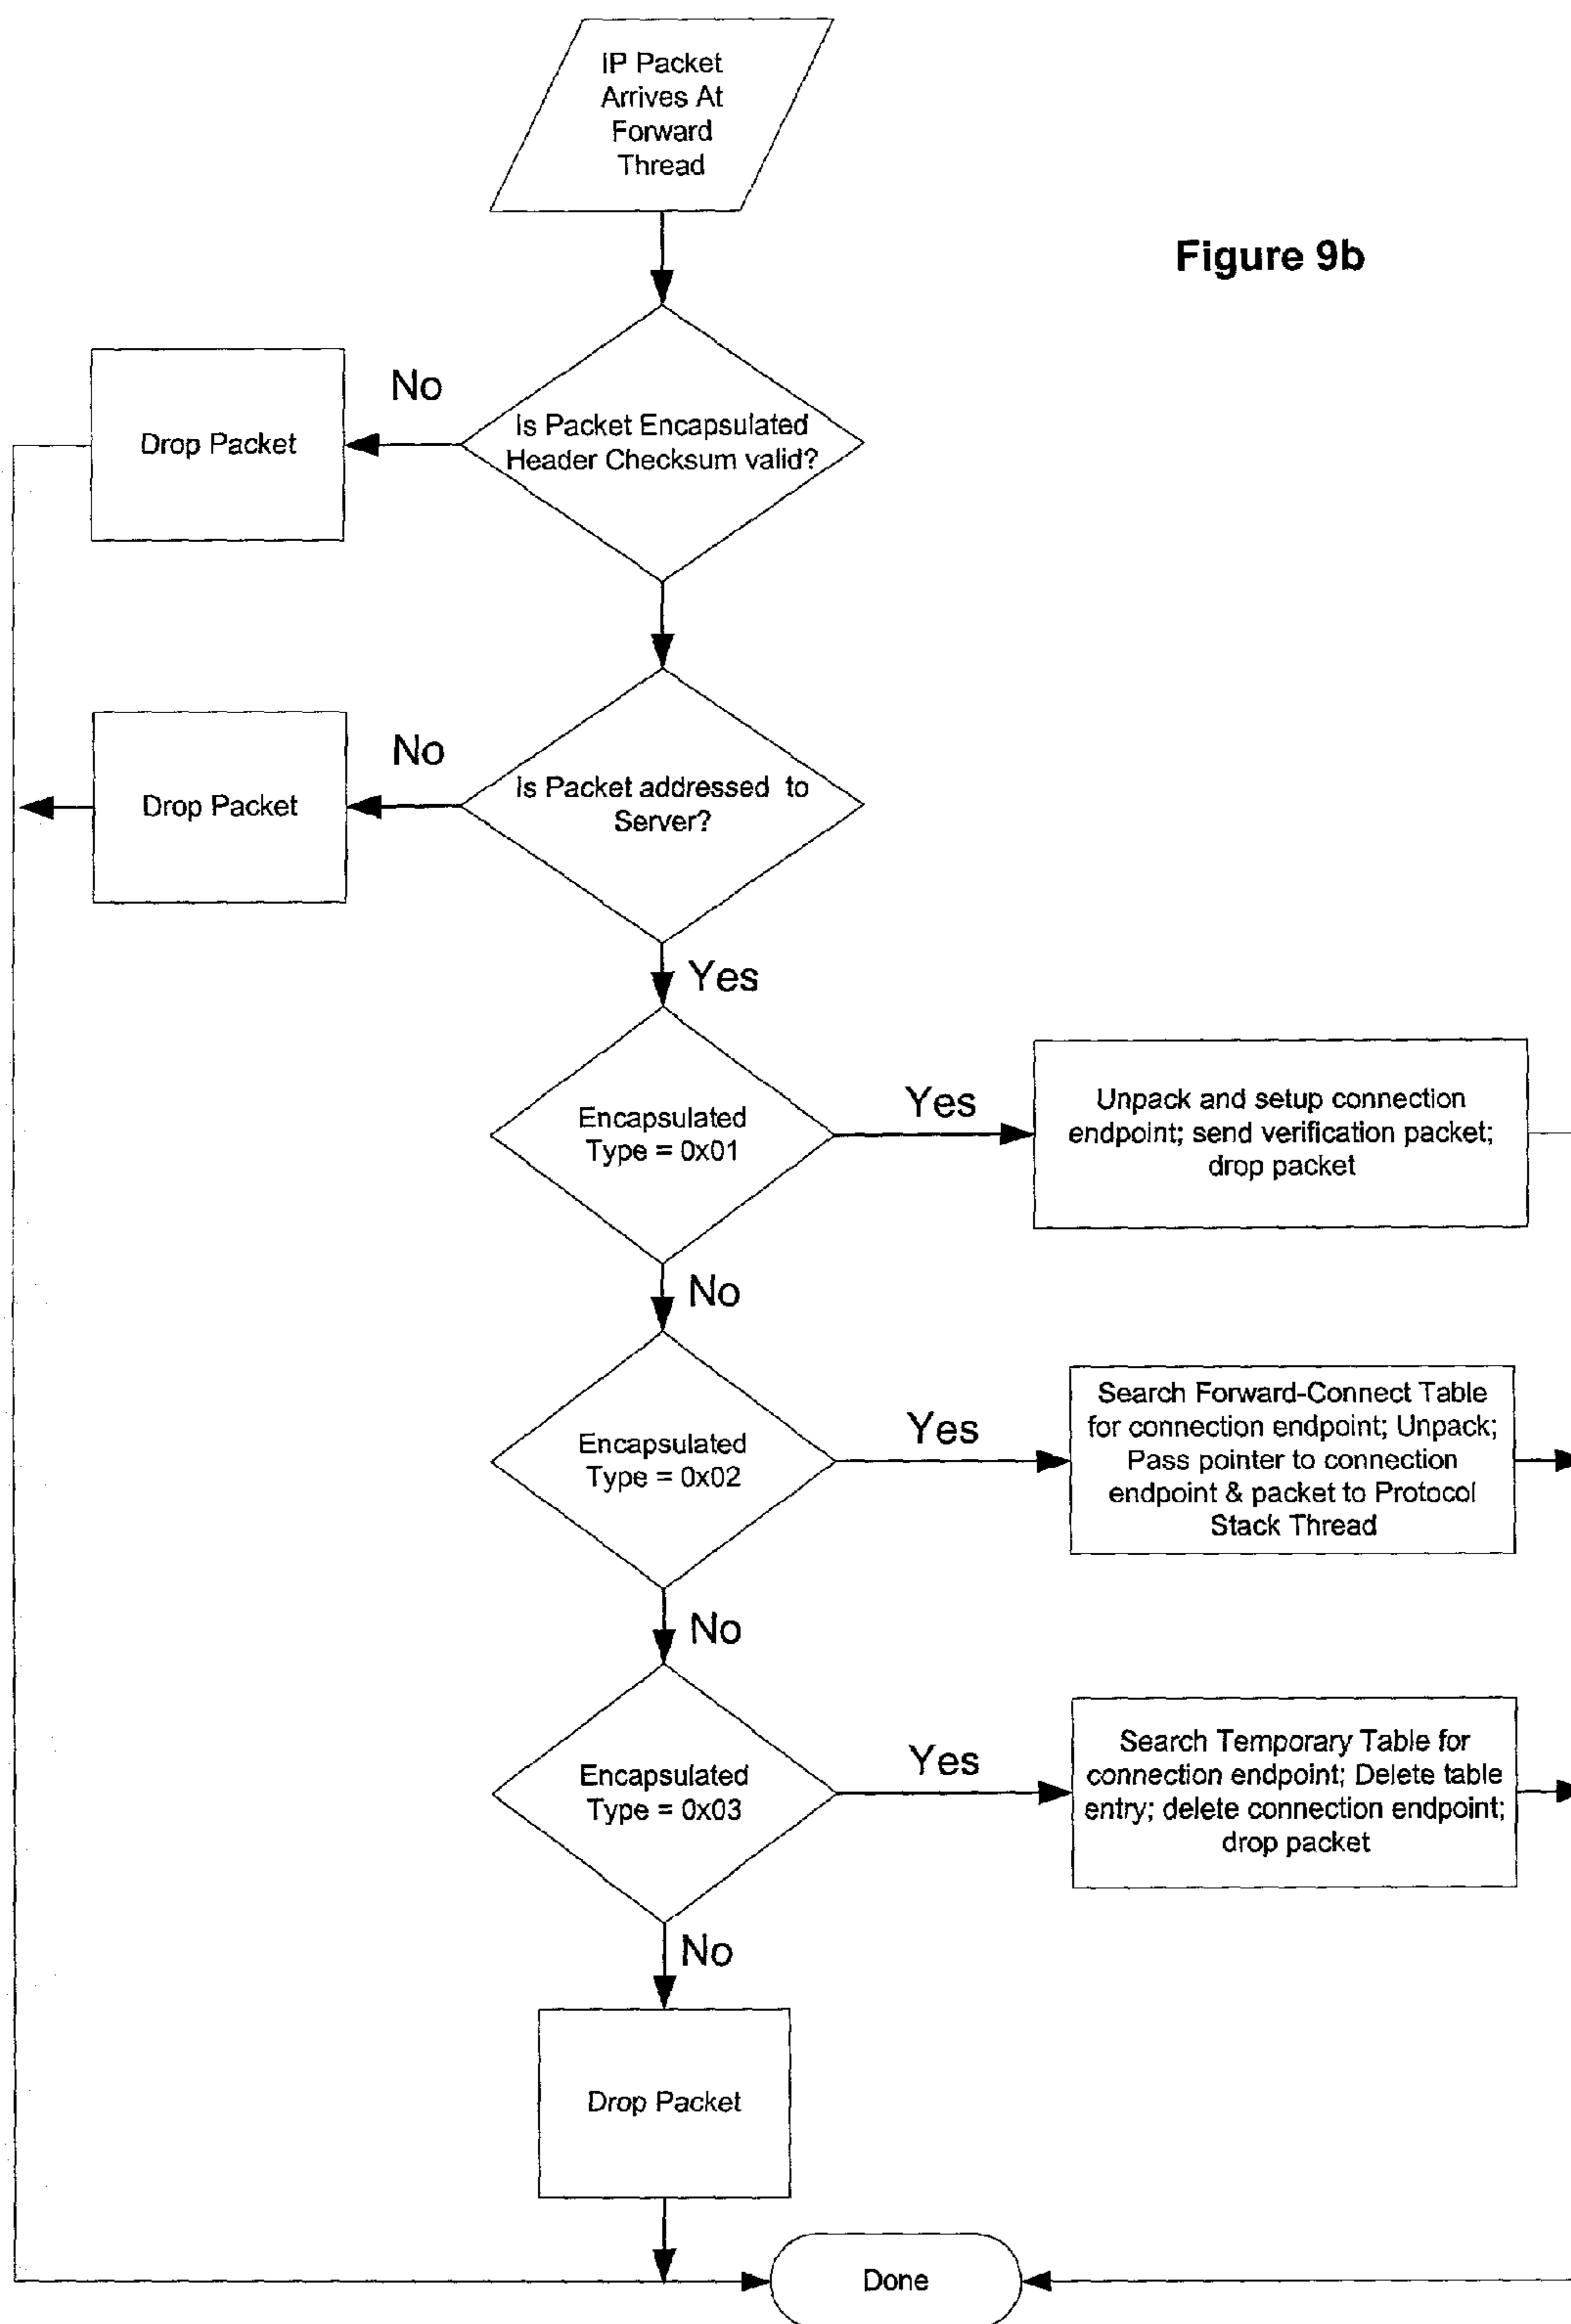 IP Packet
Arrives At
Forward
Thread
Figure 9b
No
Drop Packet
Is Packet Encapsulated
Header Checksum valid?
No
Drop Packet
Is Packet addressed to
Server?
Yes
Encapsulated
Type = 0x01
Yes
Unpack and setup connection
endpoint; send verification packet;
drop packet
No
Encapsulated
Type = 0x02
Yes
Search Forward-Connect Table
for connection endpoint; Unpack;
Pass pointer to connection
endpoint & packet to Protocol
Stack Thread
No
Encapsulated
Type = 0x03
Yes
Search Temporary Table for
connection endpoint; Delete table
entry; delete connection endpoint;
drop packet
No
Drop Packet
Done